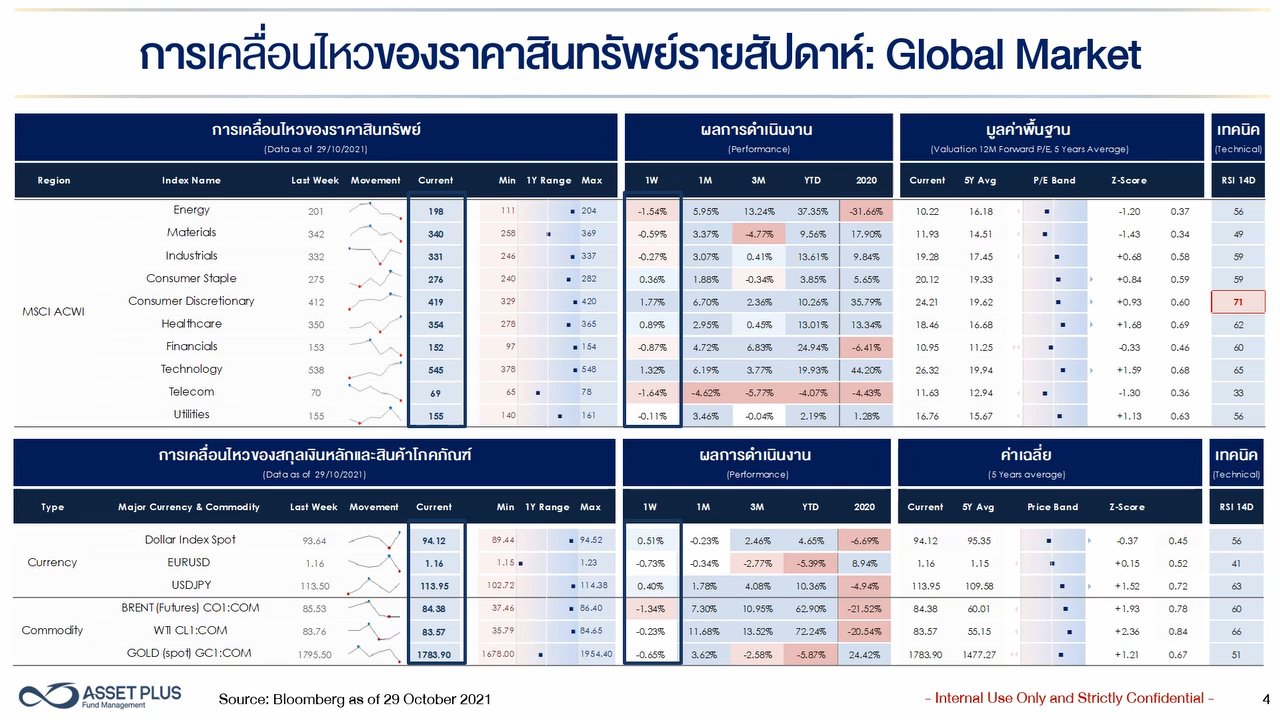 การเคลื่อนไหวของราคาสินทรัพย์รายสัปดาห์: Global Market
การเคลื่อนไหวของราคาสินทรัพย์ ผลการดำเนินงาน มูลค่าพื้นฐาน เทคนิค
(Data as of 29/10/2021) (Performance) (Valuation 12M Forward P/E, 5 Years Average) (Technical)
Region Index Name Last Week Movement Current Min 1Y Range Max 1W 1M 3M YTD 2020 Current 5Y Avg P/E Band Z-Score RSI 14D
Energy 201 198 111 204 -1.54% 5.95% 13.24% 37.35% -31.66% 10.22 16.18 -1.20 0.37 56
Materials 342 340 258 369 -0.59% 3.37% -4.77% 9.56% 17.90% 11.93 14.51 -1.43 0.34 49
Industrials 332 331 246 337 -0.27% 3.07% 0.41% 13.61% 9.84% 19.28 17.45 +0.68 0.58 59
Consumer Staple 275 276 240 282 0.36% 1.88% -0.34% 3.85% 5.65% 20.12 19.33 +0.84 0.59 59
Consumer Discretionary 412 419 329 420 1.77% 6.70% 2.36% 10.26% 35.79% 24.21 19.62 +0.93 0.60 71
MSCI ACWI
Healthcare 350 354 278 365 0.89% 2.95% 0.45% 13.01% 13.34% 18.46 16.68 +1.68 0.69 62
Financials 153 152 97 154 -0.87% 4.72% 6.83% 24.94% -6.41% 10.95 11.25 -0.33 0.46 60
Technology 538 545 378 548 1.32% 6.19% 3.77% 19.93% 44.20% 26.32 19.94 +1.59 0.68 65
Telecom 70 69 65 78 -1.64% -4.62% -5.77% -4.07% -4.43% 11.63 12.94 -1.30 0.36 33
Utilities 155 155 140 161 -0.11% 3.46% -0.04% 2.19% 1.28% 16.76 15.67 +1.13 0.63 56
การเคลื่อนไหวของสกุลเงินหลักและสินค้าโภคภัณฑ์ ผลการดำเนินงาน ค่าเฉลี่ย เทคนิค
(Data as of 29/10/2021) (Performance) (5 Years average) (Technical)
Type Major Currency & Commodity Last Week Movement Current Min 1Y Range Max 1W 1M 3M YTD 2020 Current 5Y Avg Price Band Z-Score RSI 14D
Dollar Index Spot 93.64 94.12 89.44 94.52 0.51% -0.23% 2.46% 4.65% -6.69% 94.12 95.35 -0.37 0.45 56
Currency EURUSD 1.16 1.16 1.15 1.23 -0.73% -0.34% -2.77% -5.39% 8.94% 1.16 1.15 +0.15 0.52 41
USDJPY 113.50 113.95 102.72 114.38 0.40% 1.78% 4.08% 10.36% -4.94% 113.95 109.58 +1.52 0.72 63
BRENT (Futures) CO1:COM 85.53 84.38 37.46 86.40 -1.34% 7.30% 10.95% 62.90% -21.52% 84.38 60.01 +1.93 0.78 60
Commodity WTI CL1:COM 83.76 83.57 35.79 84.65 -0.23% 11.68% 13.52% 72.24% -20.54% 83.57 55.15 +2.36 0.84 66
GOLD (spot) GC1:COM 1795.50 1783.90 1678.00 1954.40 -0.65% 3.62% -2.58% -5.87% 24.42% 1783.90 1477.27 +1.21 0.67 51
ASSET PLUS
Fund Management
Source: Bloomberg as of 29 October 2021
- Internal Use Only and Strictly Confidential -
4